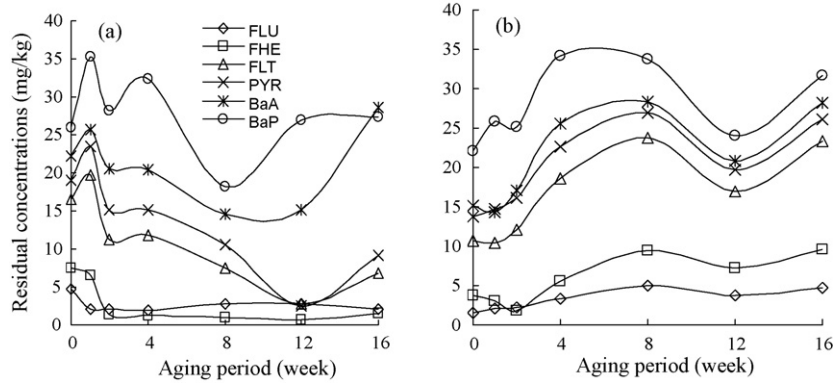 (a)
FLU
FHE
FLT
PYR
BaA
BaP
Residual concentrations (mg/kg)
40
35
30
25
20
15
10
5
0
0 4 8 12 16
Aging period (week)
(b)
40
35
30
25
20
15
10
5
0
0 4 8 12 16
Aging period (week)